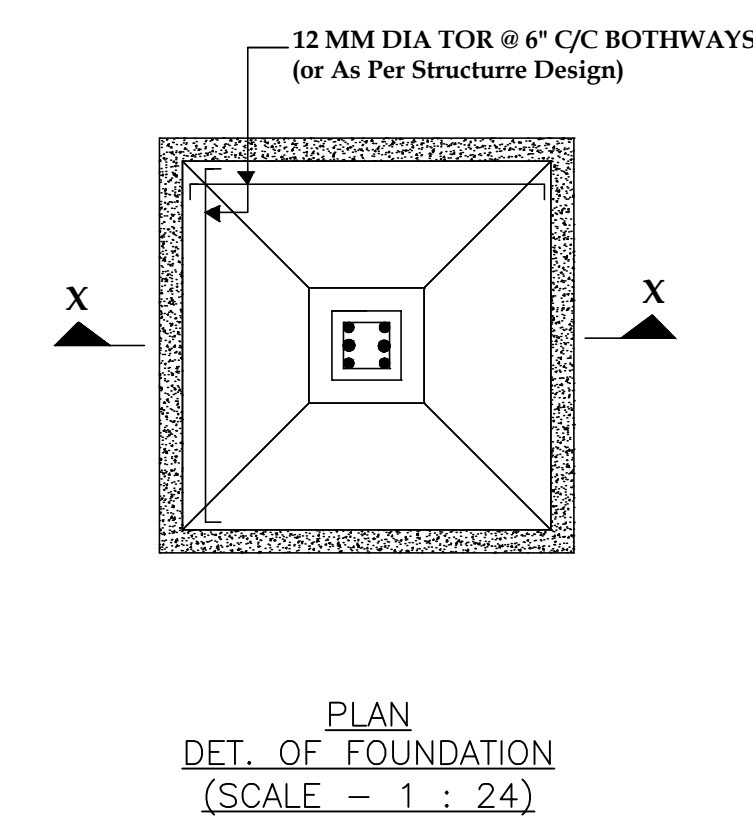 12 MM DIA TOR @ 6" C/C BOTHWAYS
(or As Per Structurre Design)
X
X
PLAN
DET. OF FOUNDATION
(SCALE - 1 : 24)